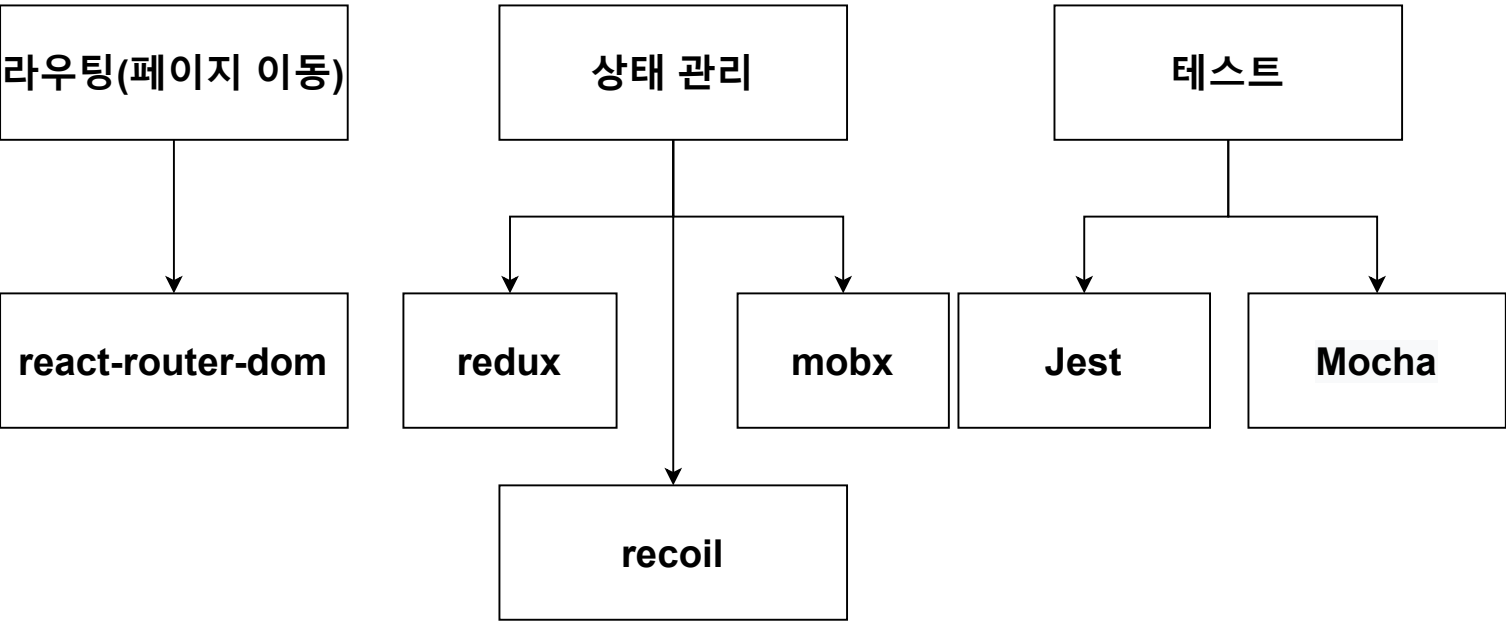 라우팅(페이지 이동)
상태 관리
테스트
react-router-dom
redux
mobx
Jest
Mocha
recoil